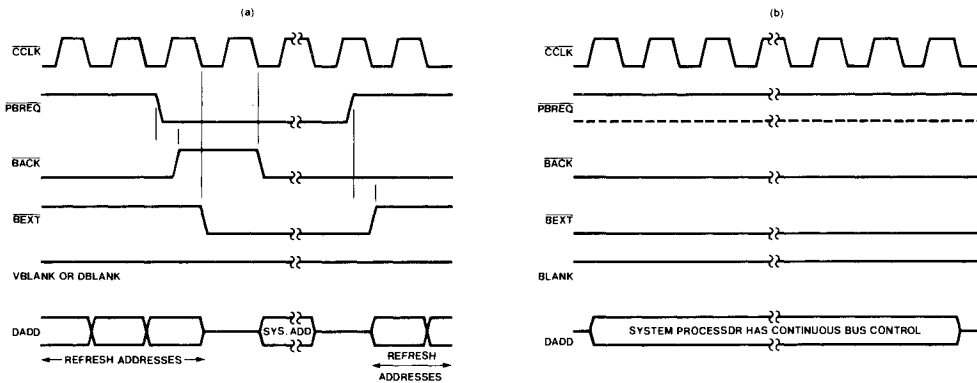 (a)
CCLK
PBREQ
BACK
BEXT
VBLANK OR DBLANK
DADD
SYS. ADD
REFRESH ADDRESSES
REFRESH
ADDRESSES
(b)
CCLK
PBREQ
BACK
BEXT
BLANK
DADD
SYSTEM PROCESSDR HAS CONTINUOUS BUS CONTROL